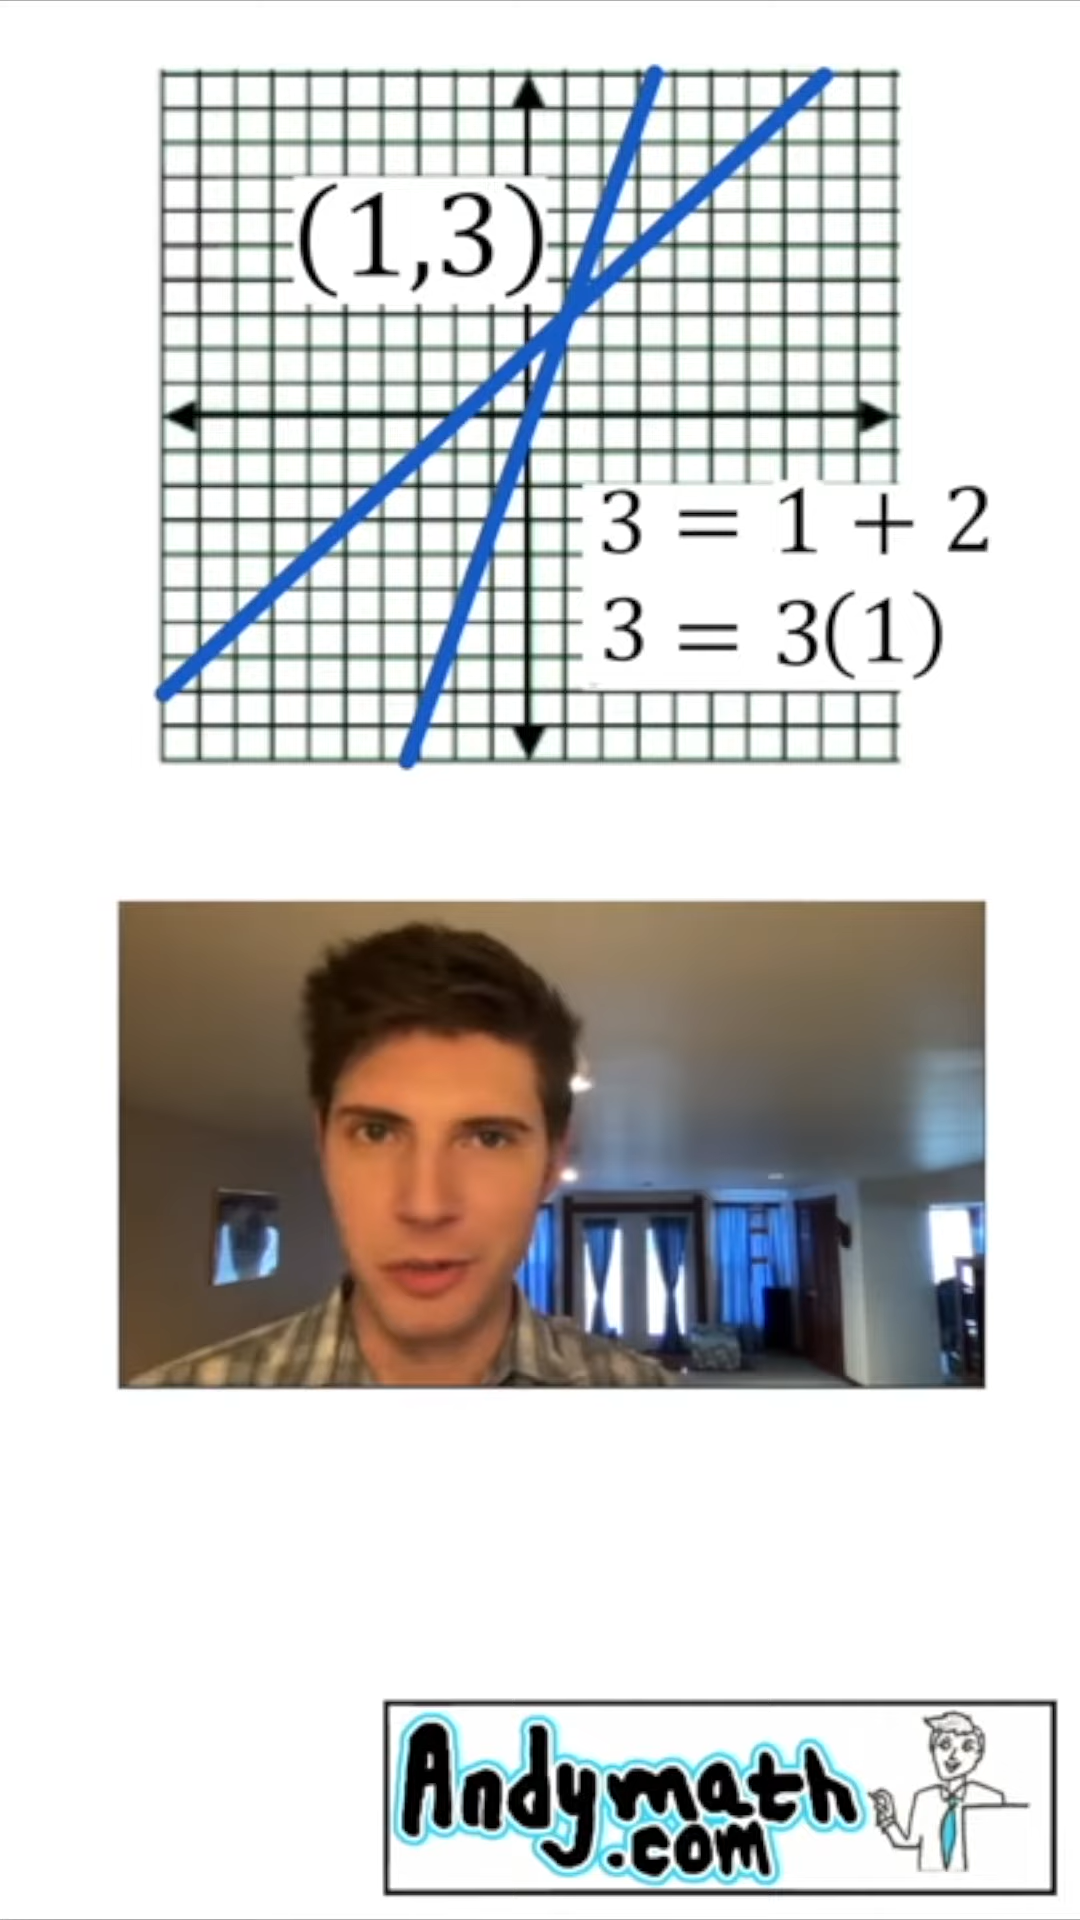 (1,3)
3 = 1 + 2
3 = 3(1)
Andymath
.com